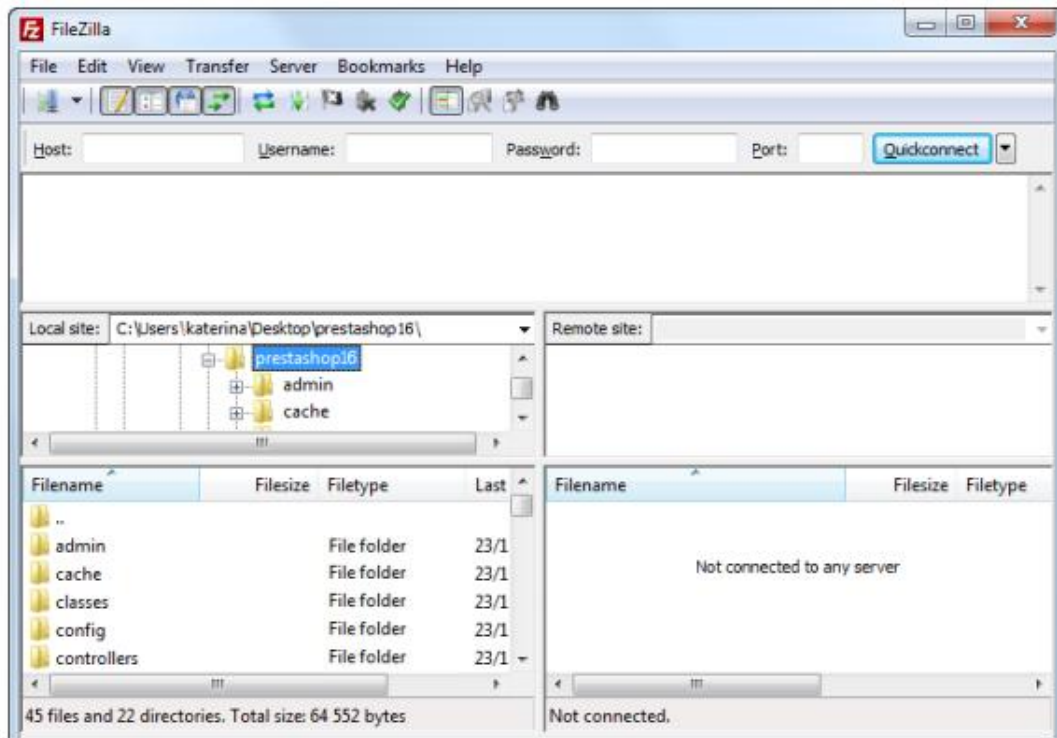 FileZilla
File Edit View Transfer Server Bookmarks Help
Host: Username: Password: Port: Quickconnect
Local site: C:\Users\katerina\Desktop\prestashop16\ Remote site:
prestashop16
admin
cache
Filename Filesize Filetype Last Filename Filesize Filetype
..
admin File folder 23/1
cache File folder 23/1
Not connected to any server
classes File folder 23/1
config File folder 23/1
controllers File folder 23/1
45 files and 22 directories. Total size: 64 552 bytes Not connected.